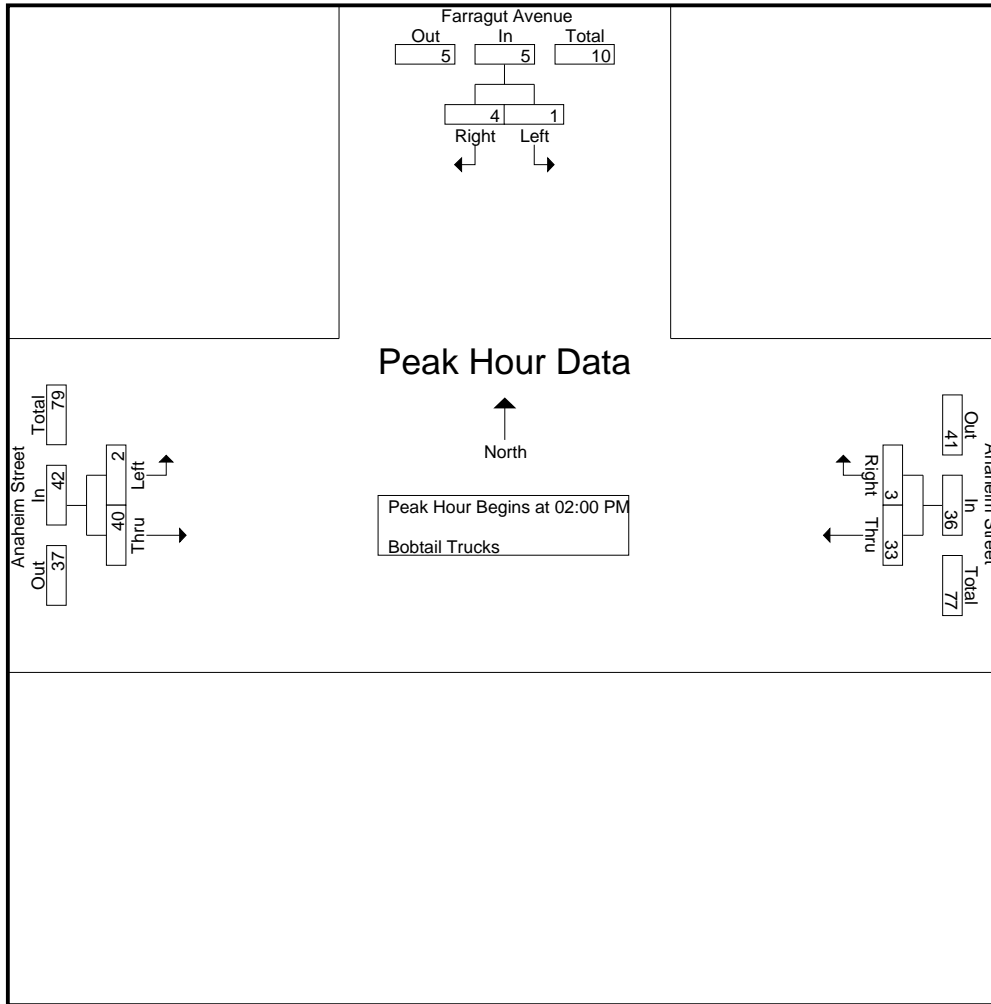 Farragut Avenue
Out In Total
5 5 10
4 1
Right Left
Peak Hour Data
North
Peak Hour Begins at 02:00 PM
Bobtail Trucks
Anaheim Street
Total In Out
79 42 37
2 40
Left Thru
Anaheim Street
Out In Total
41 36 77
3 33
Right Thru